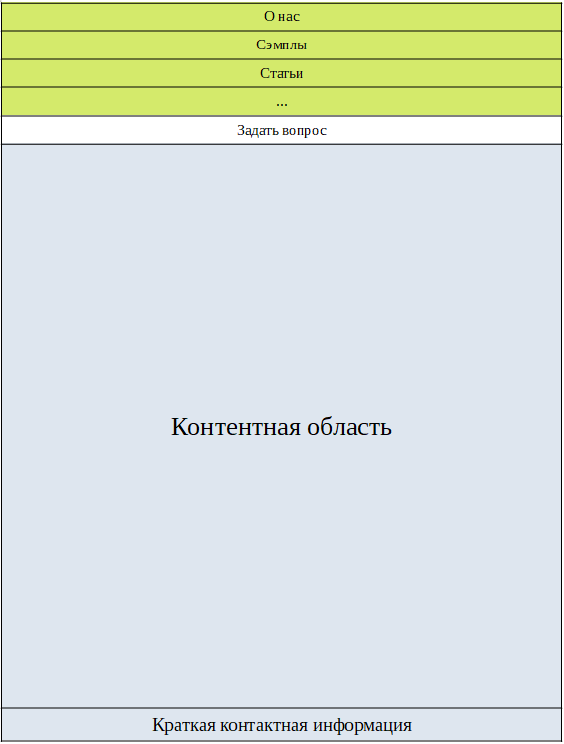 О нас
Сэмплы
Статьи
...
Задать вопрос
Контентная область
Краткая контактная информация